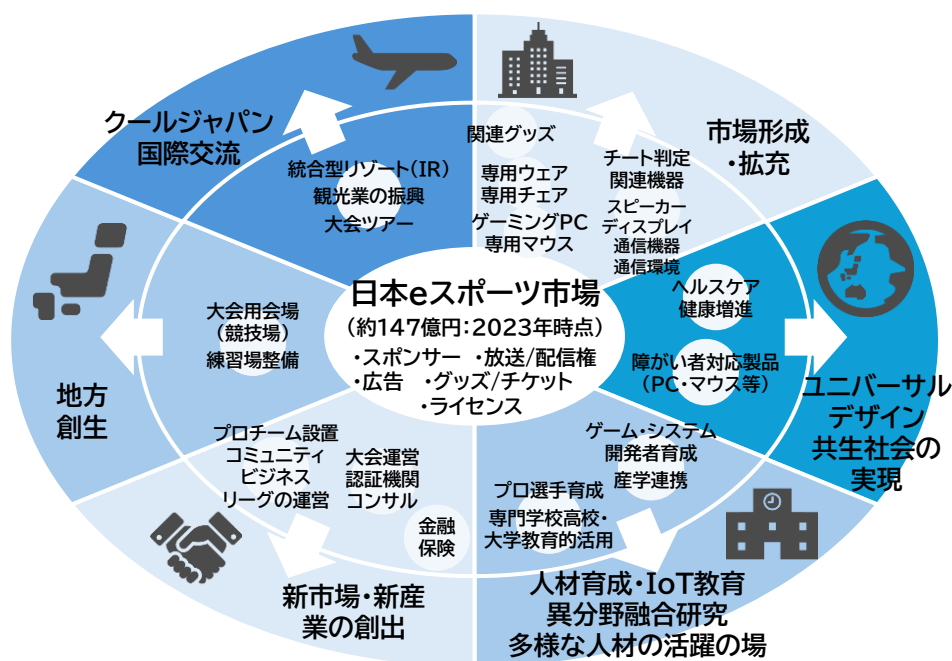 日本eスポーツ市場
（約147億円：2023年時点）
・スポンサー ・放送/配信権
・広告 ・グッズ/チケット
・ライセンス
クールジャパン
国際交流
統合型リゾート（IR）
観光業の振興
大会ツアー
市場形成
・拡充
関連グッズ
専用ウェア
専用チェア
ゲーミングPC
専用マウス
チート判定
関連機器
スピーカー
ディスプレイ
通信機器
通信環境
ユニバーサル
デザイン
共生社会の
実現
ヘルスケア
健康増進
障がい者対応製品
（PC・マウス等）
人材育成・IoT教育
異分野融合研究
多様な人材の活躍の場
ゲーム・システム
開発者育成
産学連携
プロ選手育成
専門学校高校・
大学教育的活用
新市場・新産
業の創出
プロチーム設置
コミュニティ
ビジネス
リーグの運営
大会運営
認証機関
コンサル
金融
保険
地方
創生
大会用会場
（競技場）
練習場整備